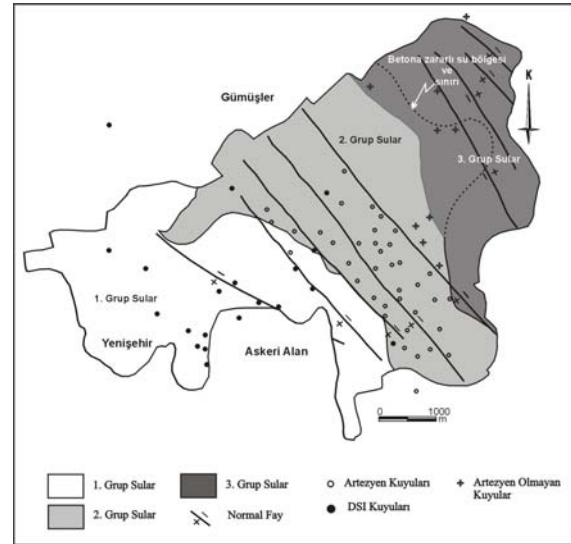 Betona zararlı su bölgesi
ve
sınırı
K
Gümüşler
2. Grup Sular
3. Grup Sular
1. Grup Sular
Yenişehir
Askeri Alan
0 1000
m
1. Grup Sular
3. Grup Sular
Artezyen Kuyuları
Artezyen Olmayan
Kuyular
2. Grup Sular
Normal Fay
DSI Kuyuları